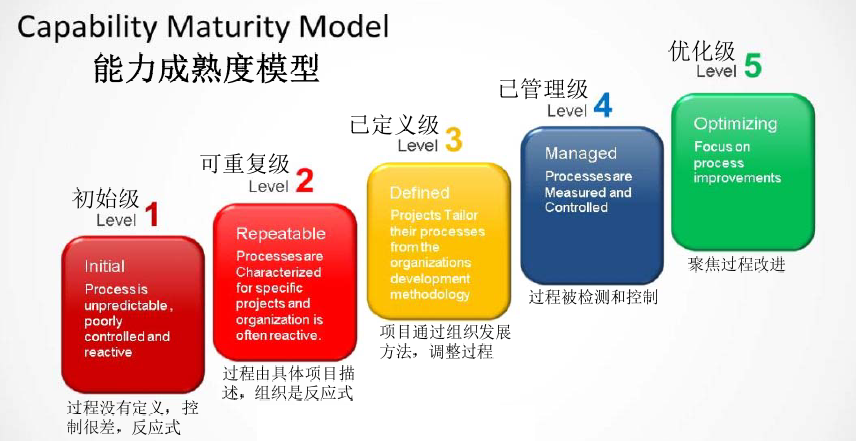 Capability Maturity Model
能力成熟度模型
初始级
Level 1
Initial
Process is
unpredictable,
poorly
controlled and
reactive
过程没有定义，控
制很差，反应式
可重复级
Level 2
Repeatable
Processes are
Characterized
for specific
projects and
organization is
often reactive.
过程由具体项目描
述，组织是反应式
已定义级
Level 3
Defined
Projects Tailor
their processes
from the
organizations
development
methodology
项目通过组织发展
方法，调整过程
已管理级
Level 4
Managed
Processes are
Measured and
Controlled
过程被检测和控制
优化级
Level 5
Optimizing
Focus on
process
improvements
聚焦过程改进